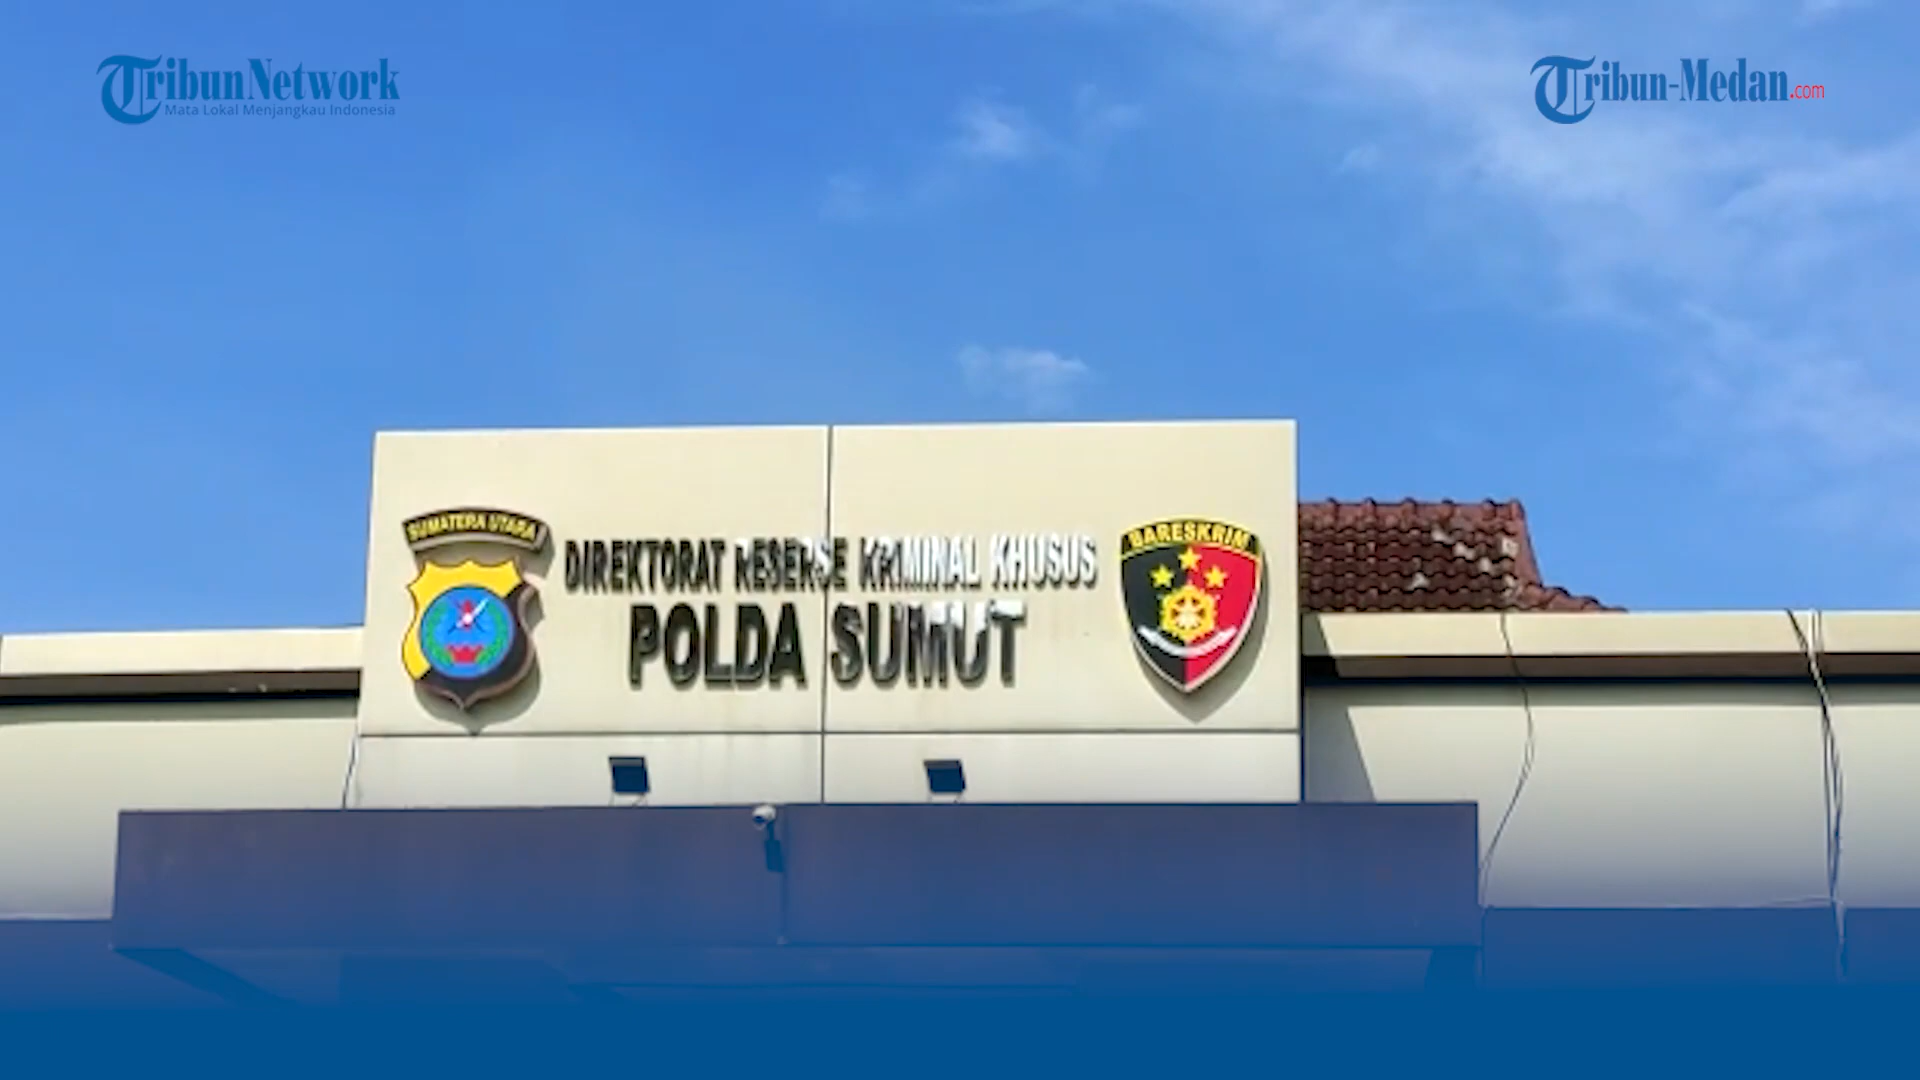 TribunNetwork
Mata Lokal Menjangkau Indonesia
Tribun-Medan.com
SUMATERA UTARA
DIREKTORAT RESERSE KRIMINAL KHUSUS
POLDA SUMUT
BARESKRIM